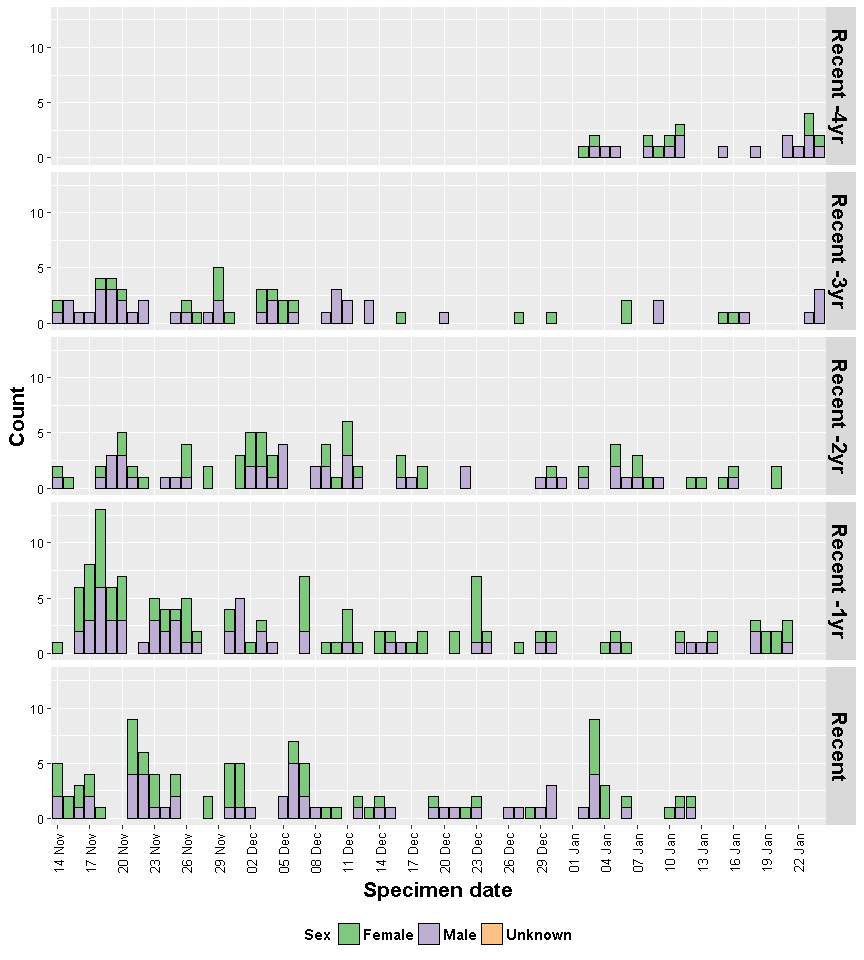 10
5
0
Recent -4yr
10
5
0
Recent -3yr
10
5
0
Recent -2yr
10
5
0
Recent -1yr
10
5
0
Recent
Count
14 Nov
17 Nov
20 Nov
23 Nov
26 Nov
29 Nov
02 Dec
05 Dec
08 Dec
11 Dec
14 Dec
17 Dec
20 Dec
23 Dec
26 Dec
29 Dec
01 Jan
04 Jan
07 Jan
10 Jan
13 Jan
16 Jan
19 Jan
22 Jan
Specimen date
Sex Female Male Unknown